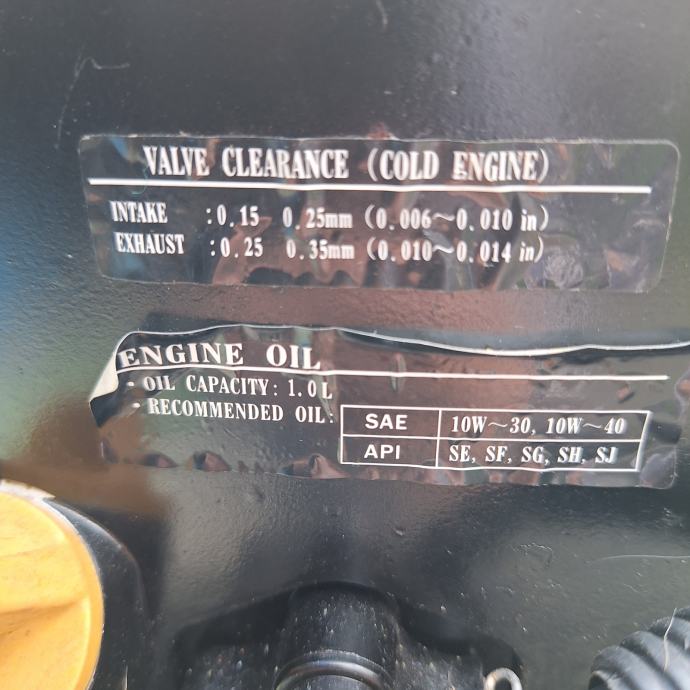 VALVE CLEARANCE (COLD ENGINE)
INTAKE :0.15 0.25mm (0.006~0.010 in)
EXHAUST :0.25 0.35mm (0.010~0.014 in)
ENGINE OIL
· OIL CAPACITY: 1.0L
· RECOMMENDED OIL:
SAE 10W~30, 10W~40
API SE, SF, SG, SH, SJ